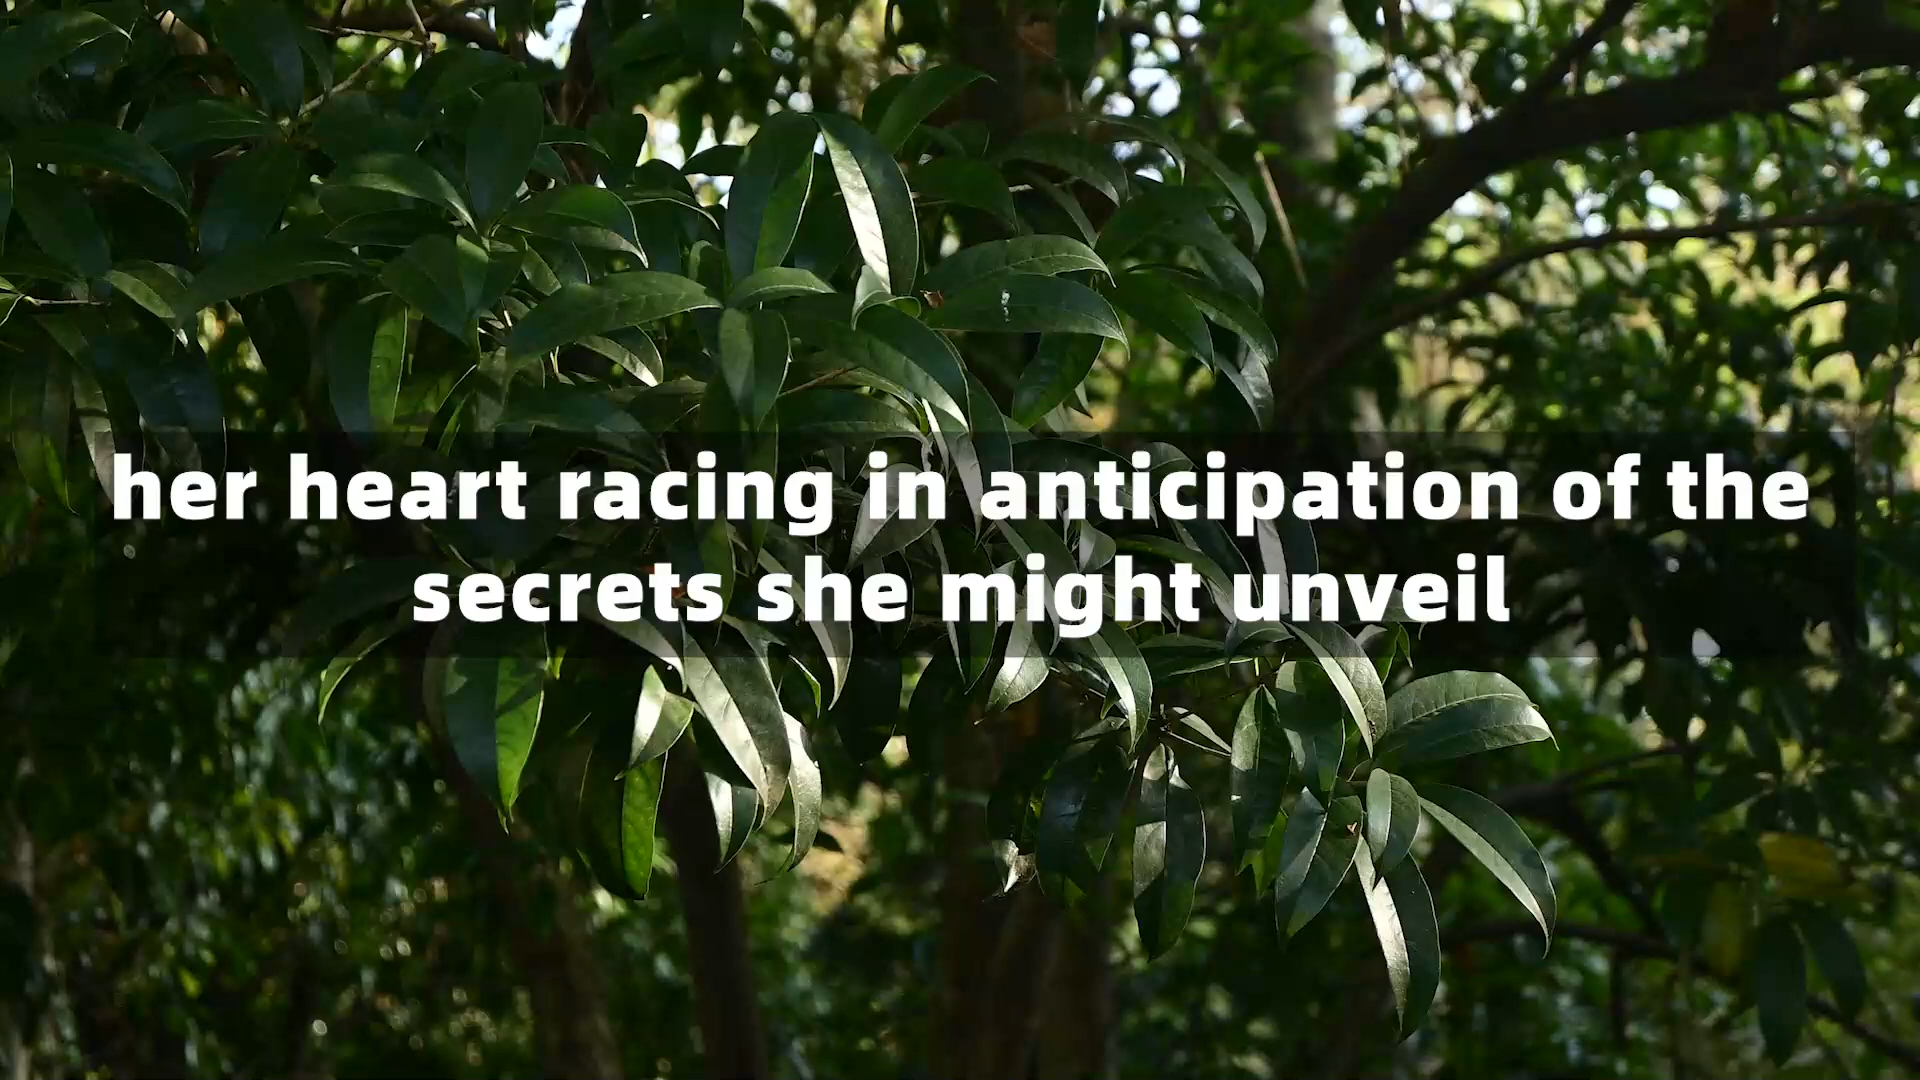 her heart racing in anticipation of the
secrets she might unveil